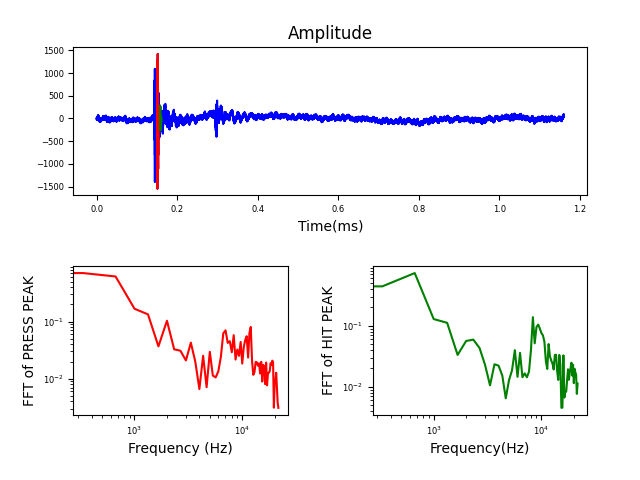 Amplitude
1500
1000
500
0
−500
−1000
−1500
0.0 0.2 0.4 0.6 0.8 1.0 1.2
Time(ms)
FFT of PRESS PEAK
10⁻¹
10⁻²
10³ 10⁴
Frequency (Hz)
FFT of HIT PEAK
10⁻¹
10⁻²
10³ 10⁴
Frequency(Hz)